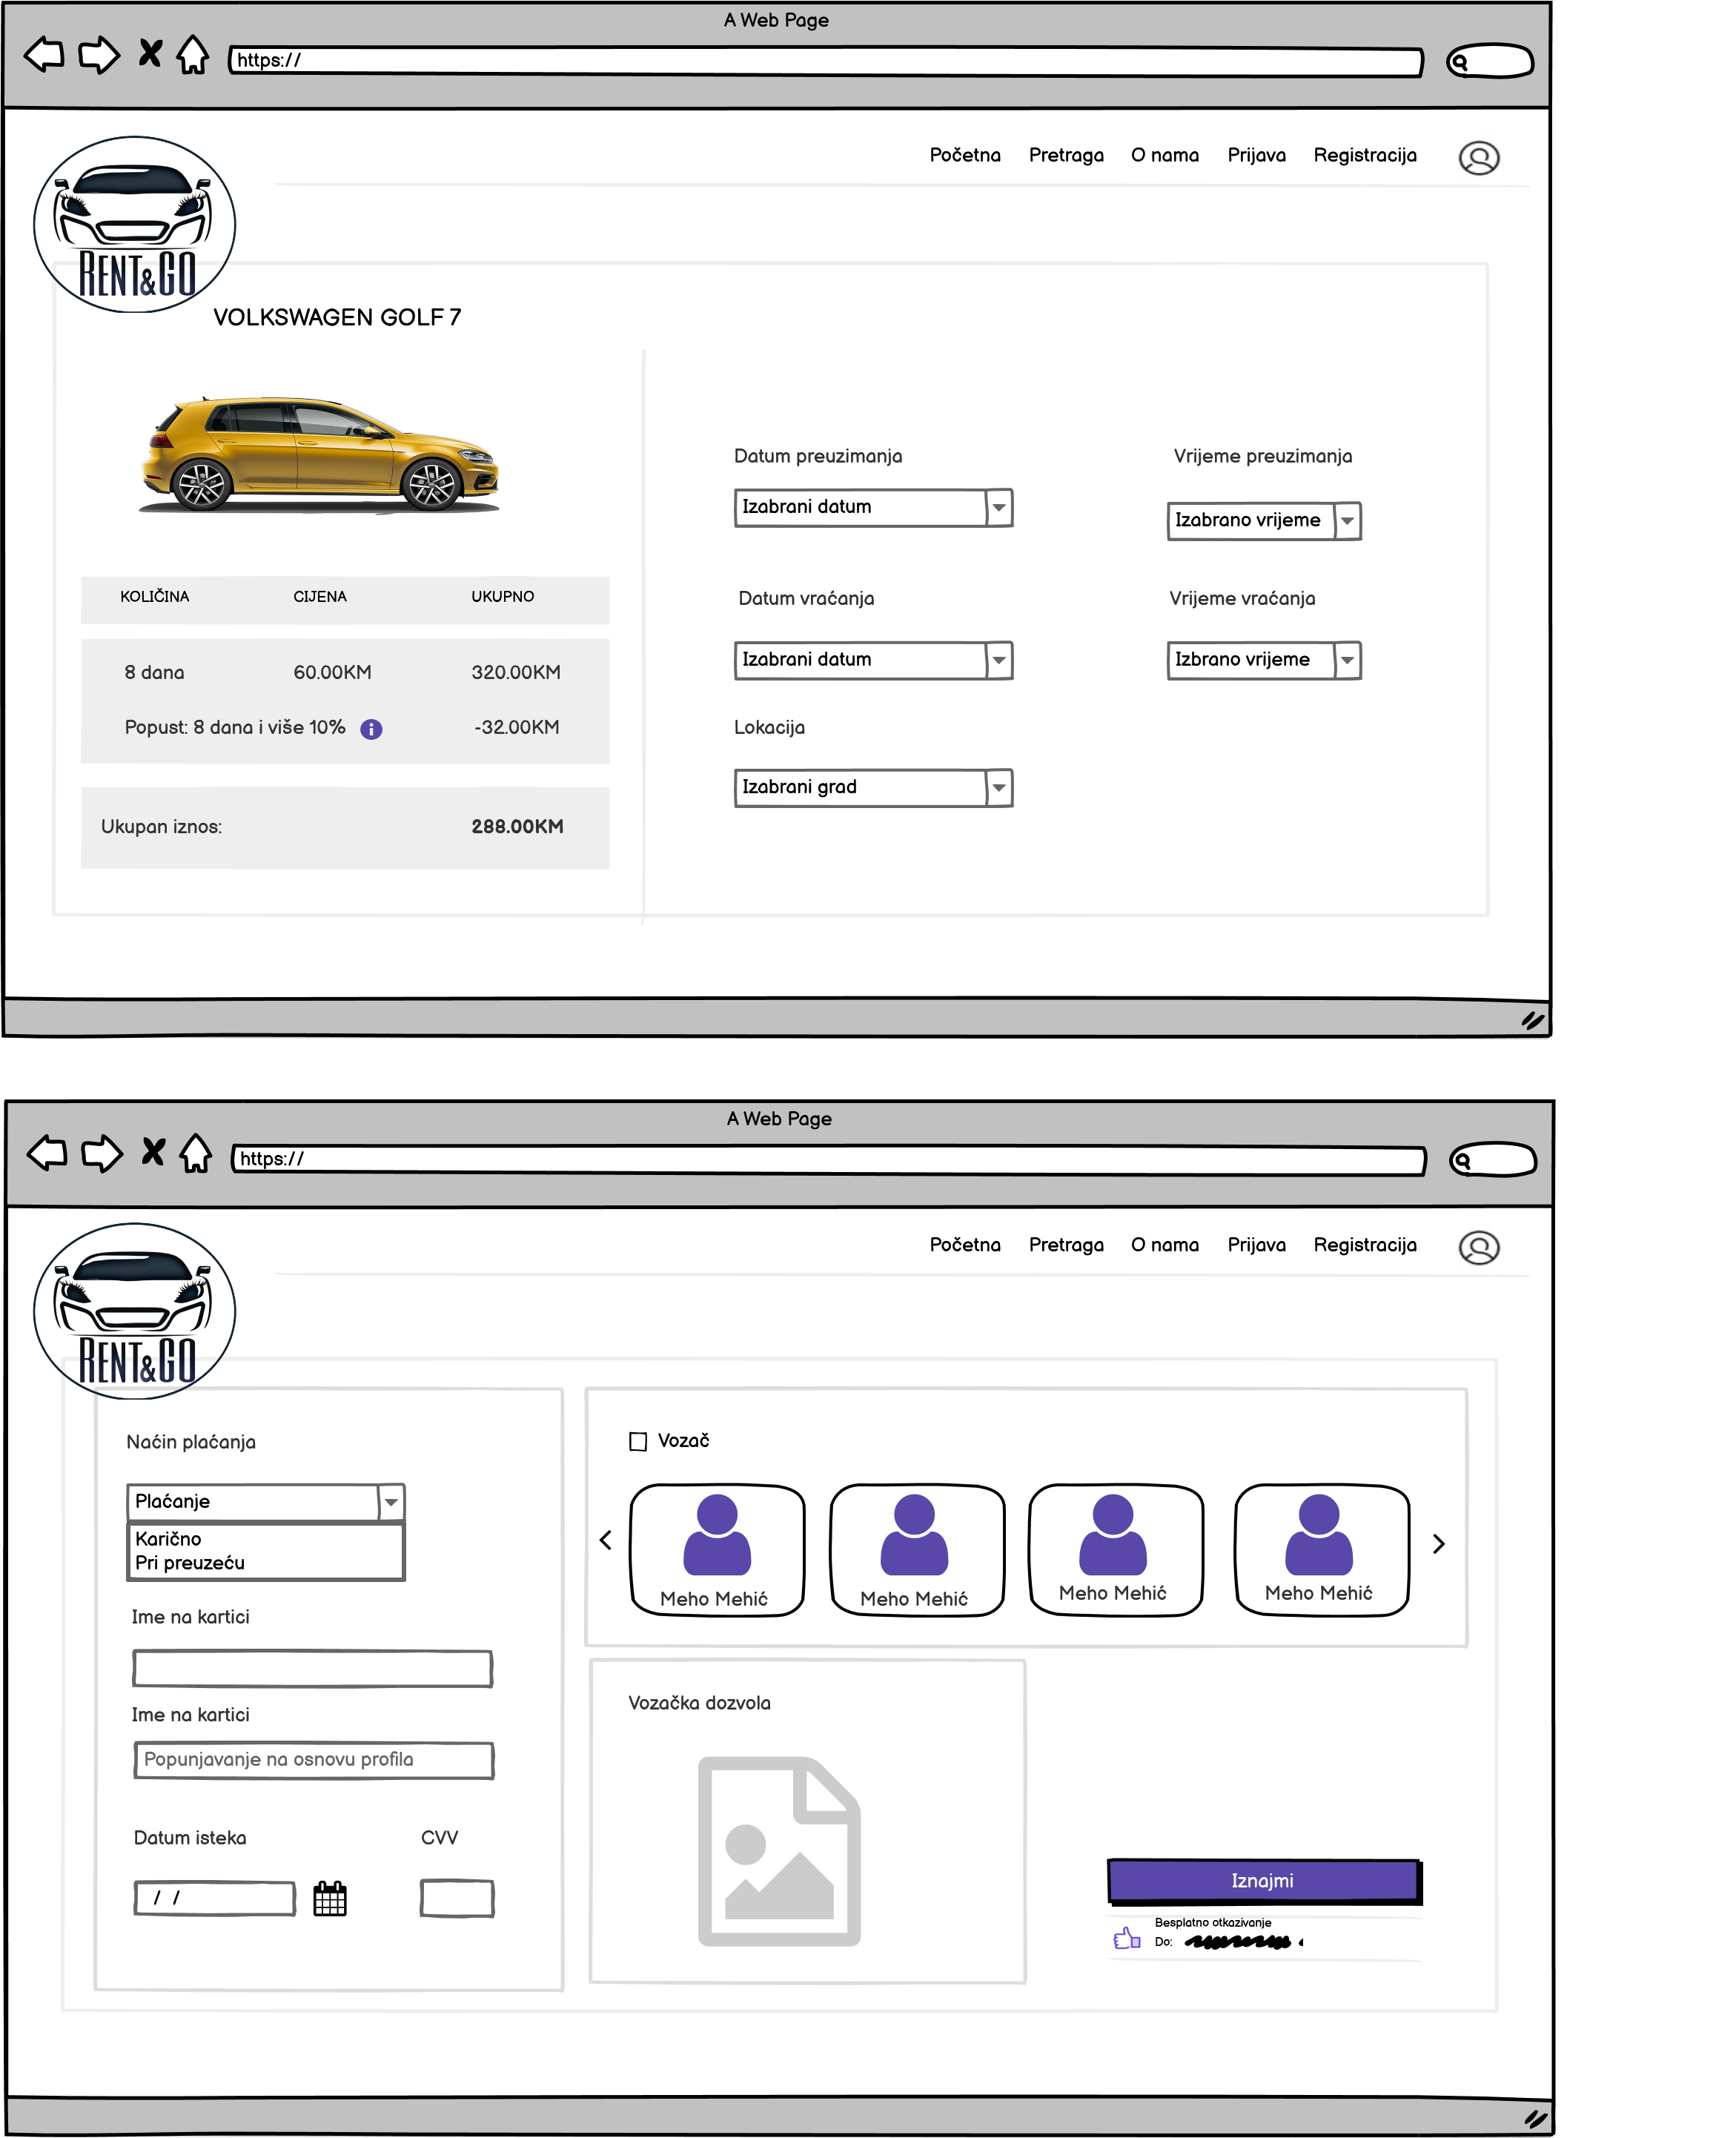 A Web Page
https://
Početna Pretraga O nama Prijava Registracija
RENT&GO
VOLKSWAGEN GOLF 7
Datum preuzimanja Vrijeme preuzimanja
Izabrani datum Izabrano vrijeme
KOLIČINA CIJENA UKUPNO
Datum vraćanja Vrijeme vraćanja
8 dana 60.00KM 320.00KM
Izabrani datum Izbrano vrijeme
Popust: 8 dana i više 10% i -32.00KM
Lokacija
Izabrani grad
Ukupan iznos: 288.00KM
A Web Page
https://
Početna Pretraga O nama Prijava Registracija
RENT&GO
Naćin plaćanja
Plaćanje
Karično
Pri preuzeću
Ime na kartici
Ime na kartici
Popunjavanje na osnovu profila
Datum isteka CVV
/ /
Vozač
Meho Mehić Meho Mehić Meho Mehić Meho Mehić
Vozačka dozvola
Iznajmi
Besplatno otkazivanje
Do: